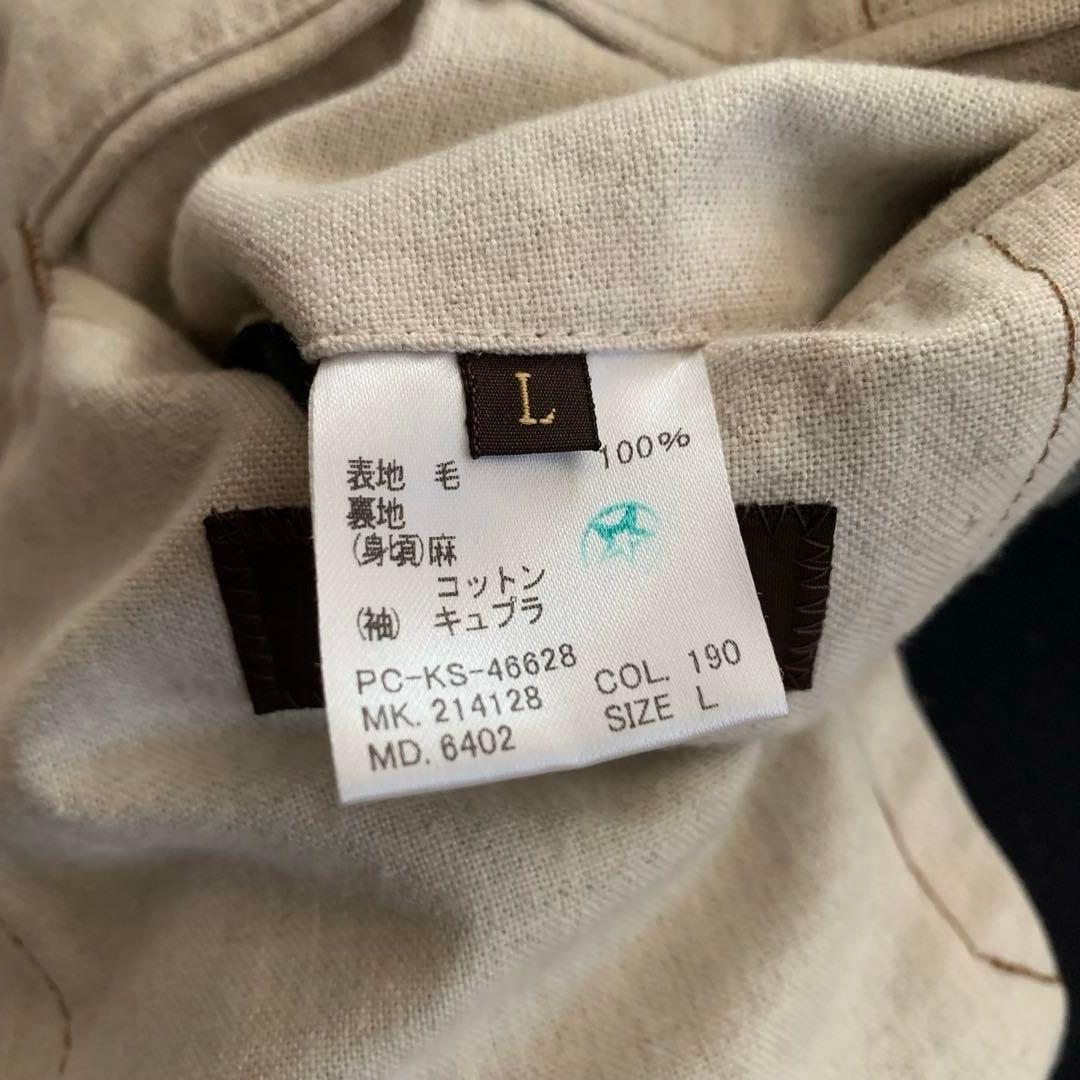 L
表地 毛 100%
裏地
(身頃)麻
コットン
(袖) キュプラ
PC-KS-46628
COL. 190
MK. 214128
SIZE L
MD. 6402